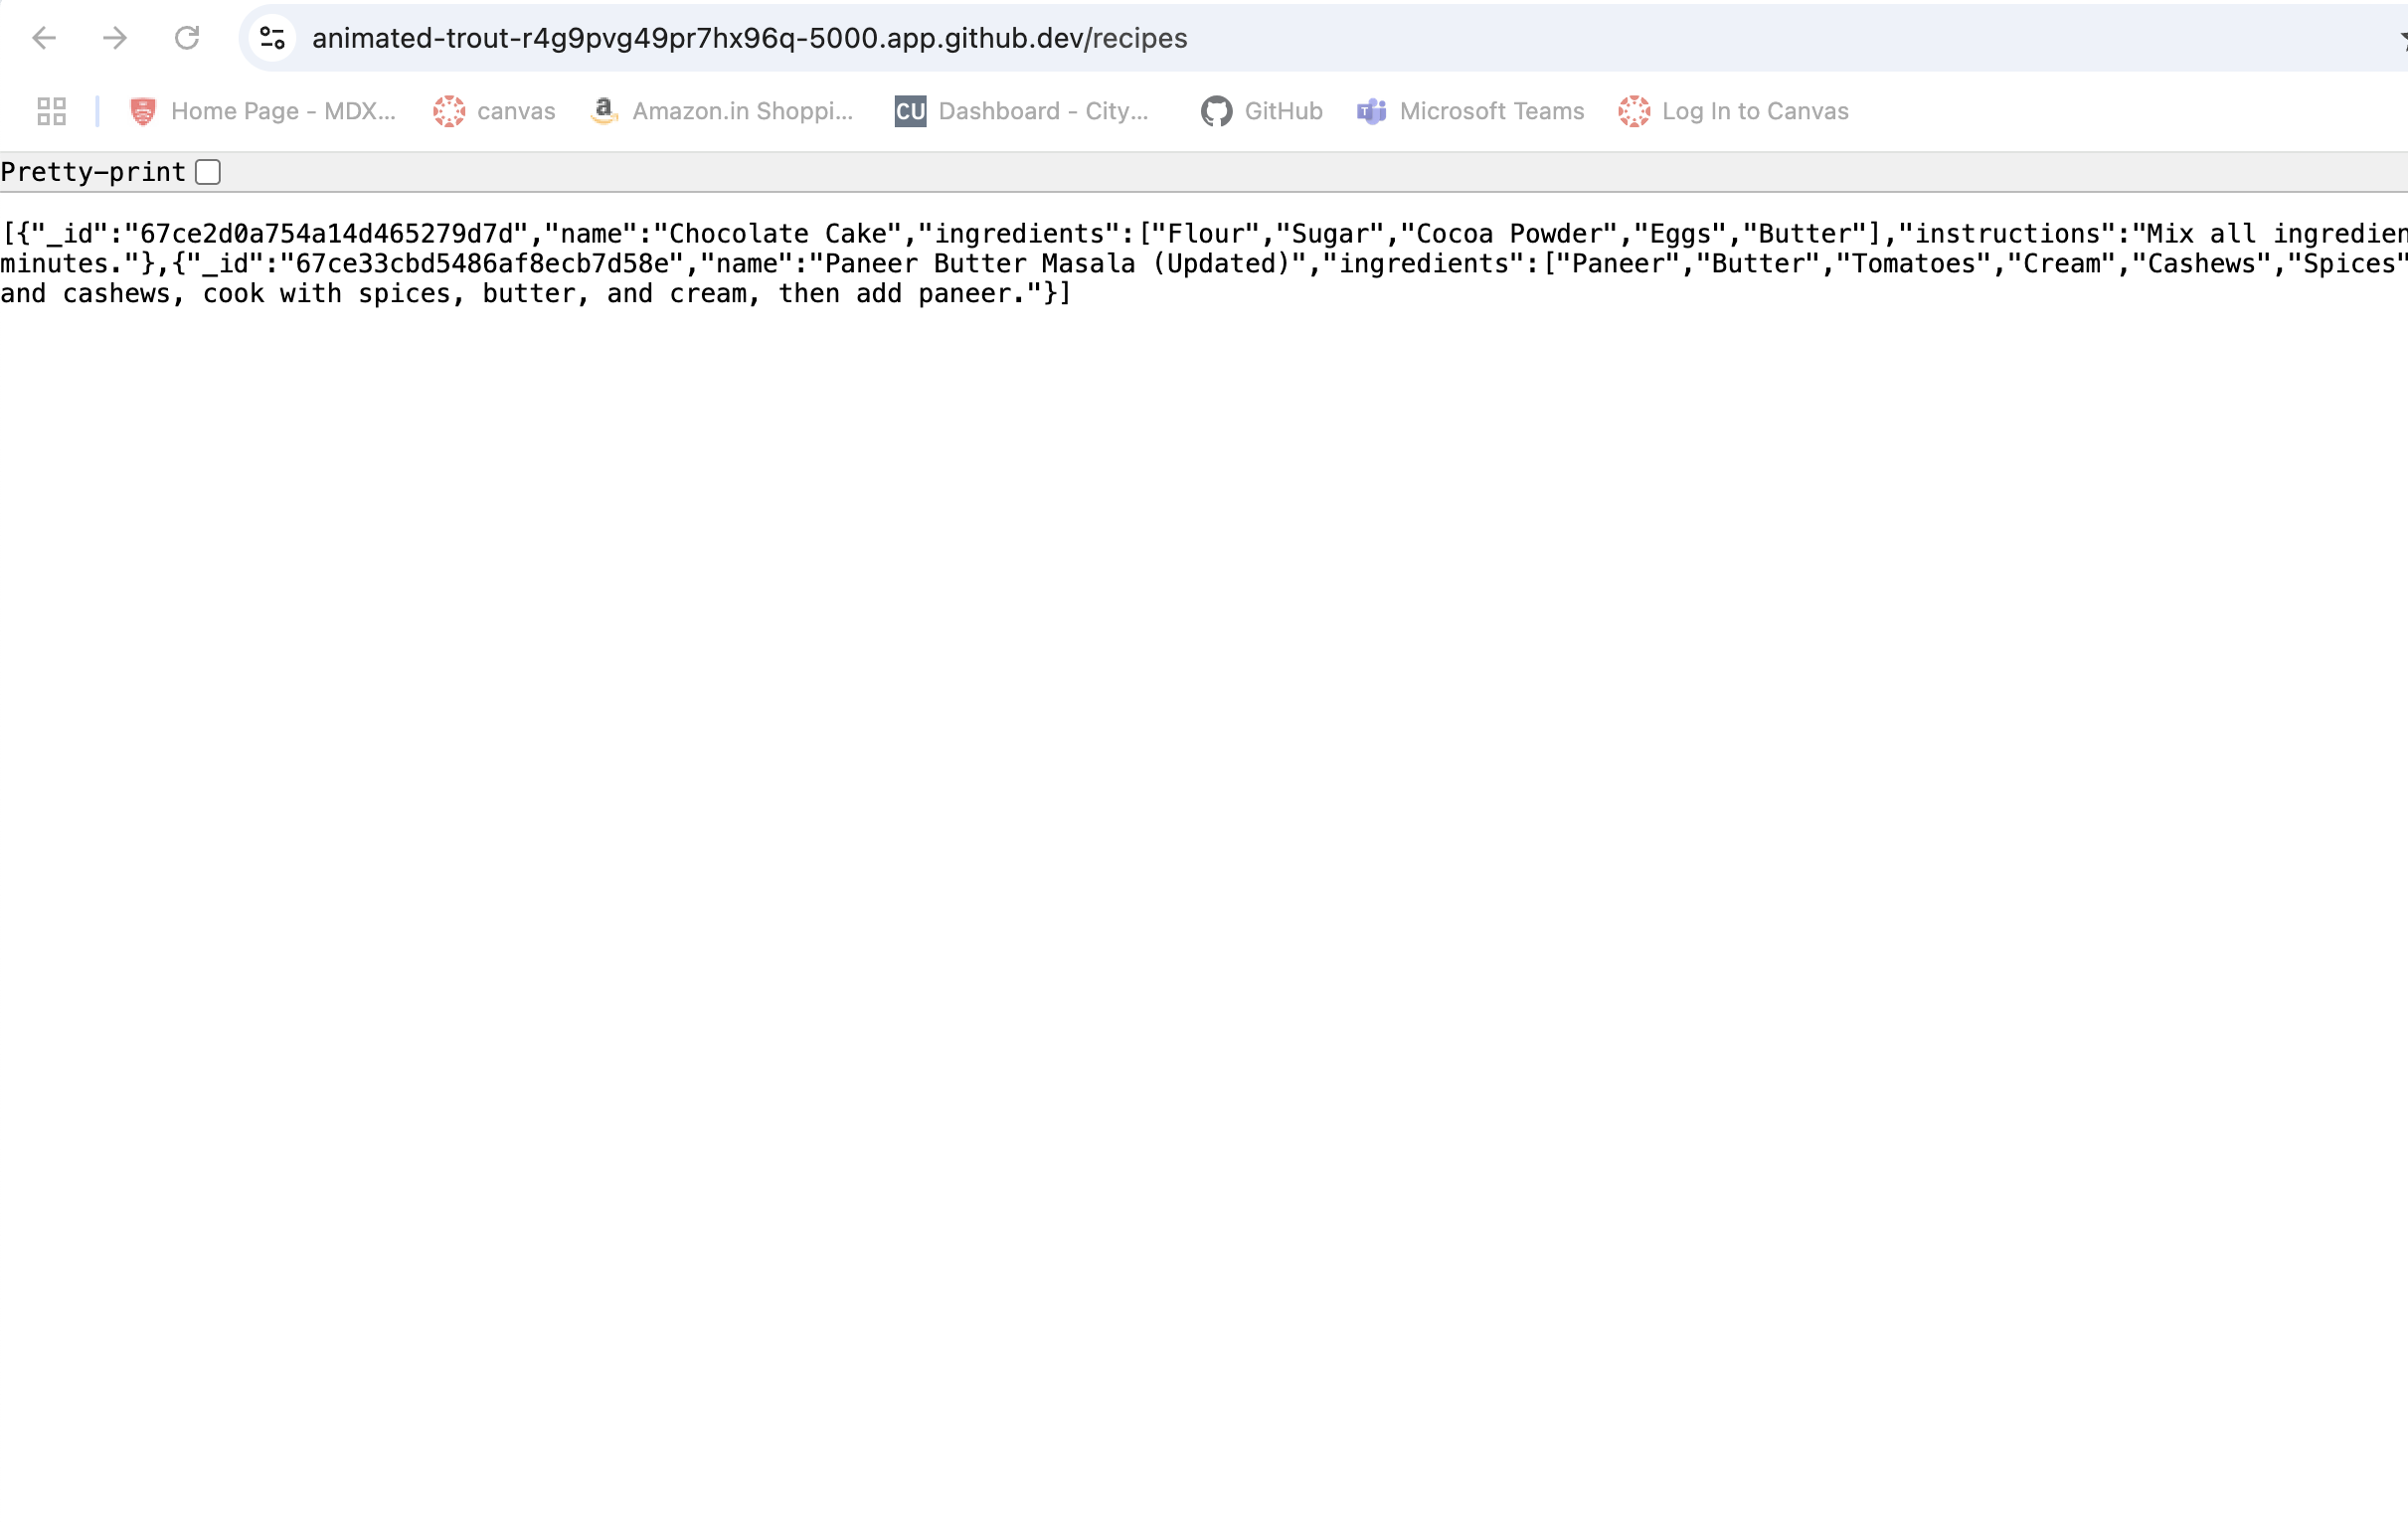 animated-trout-r4g9pvg49pr7hx96q-5000.app.github.dev/recipes
Home Page - MDX... canvas a Amazon.in Shoppi... CU Dashboard - City... GitHub Microsoft Teams Log In to Canvas
Pretty-print
[{"_id":"67ce2d0a754a14d465279d7d","name":"Chocolate Cake","ingredients":["Flour","Sugar","Cocoa Powder","Eggs","Butter"],"instructions":"Mix all ingredien
minutes."},{"_id":"67ce33cbd5486af8ecb7d58e","name":"Paneer Butter Masala (Updated)","ingredients":["Paneer","Butter","Tomatoes","Cream","Cashews","Spices"
and cashews, cook with spices, butter, and cream, then add paneer."}]